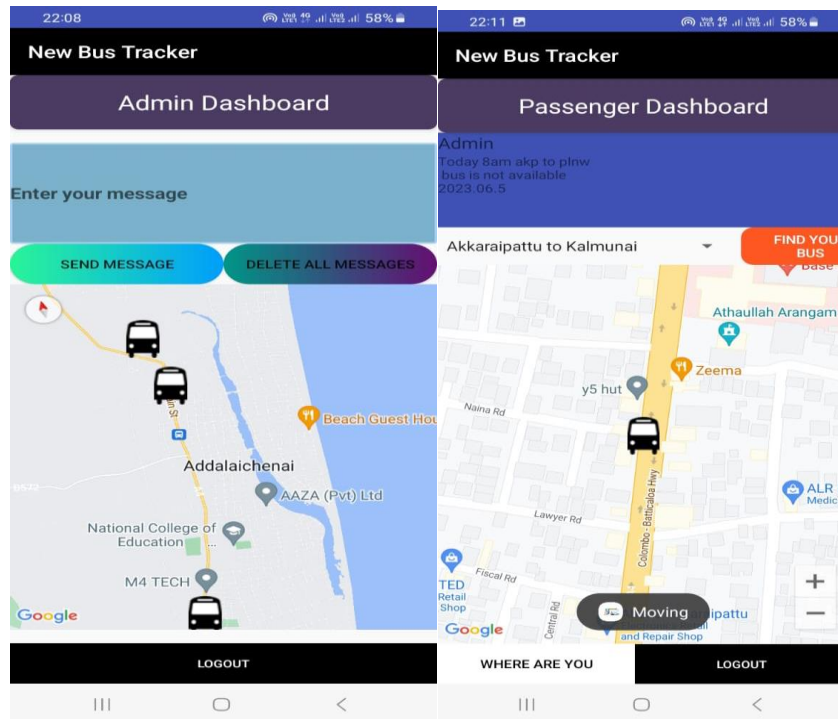 22:08
58%
New Bus Tracker
Admin Dashboard
Enter your message
SEND MESSAGE
DELETE ALL MESSAGES
Beach Guest Hou
Addalaichenai
AAZA (Pvt) Ltd
National College of
Education
M4 TECH
Google
LOGOUT
22:11
58%
New Bus Tracker
Passenger Dashboard
Admin
Today 8am akp to plnw
bus is not available
2023.06.5
Akkaraipattu to Kalmunai
FIND YOU
BUS
Base
Athaullah Arangam
Zeema
y5 hut
Naina Rd
ALR
Medic
Lawyer Rd
Colombo - Batticaloa Hwy
Fiscal Rd
TED
Retail
Shop
Central Rd
Moving
ipattu
and Repair Shop
Google
WHERE ARE YOU
LOGOUT